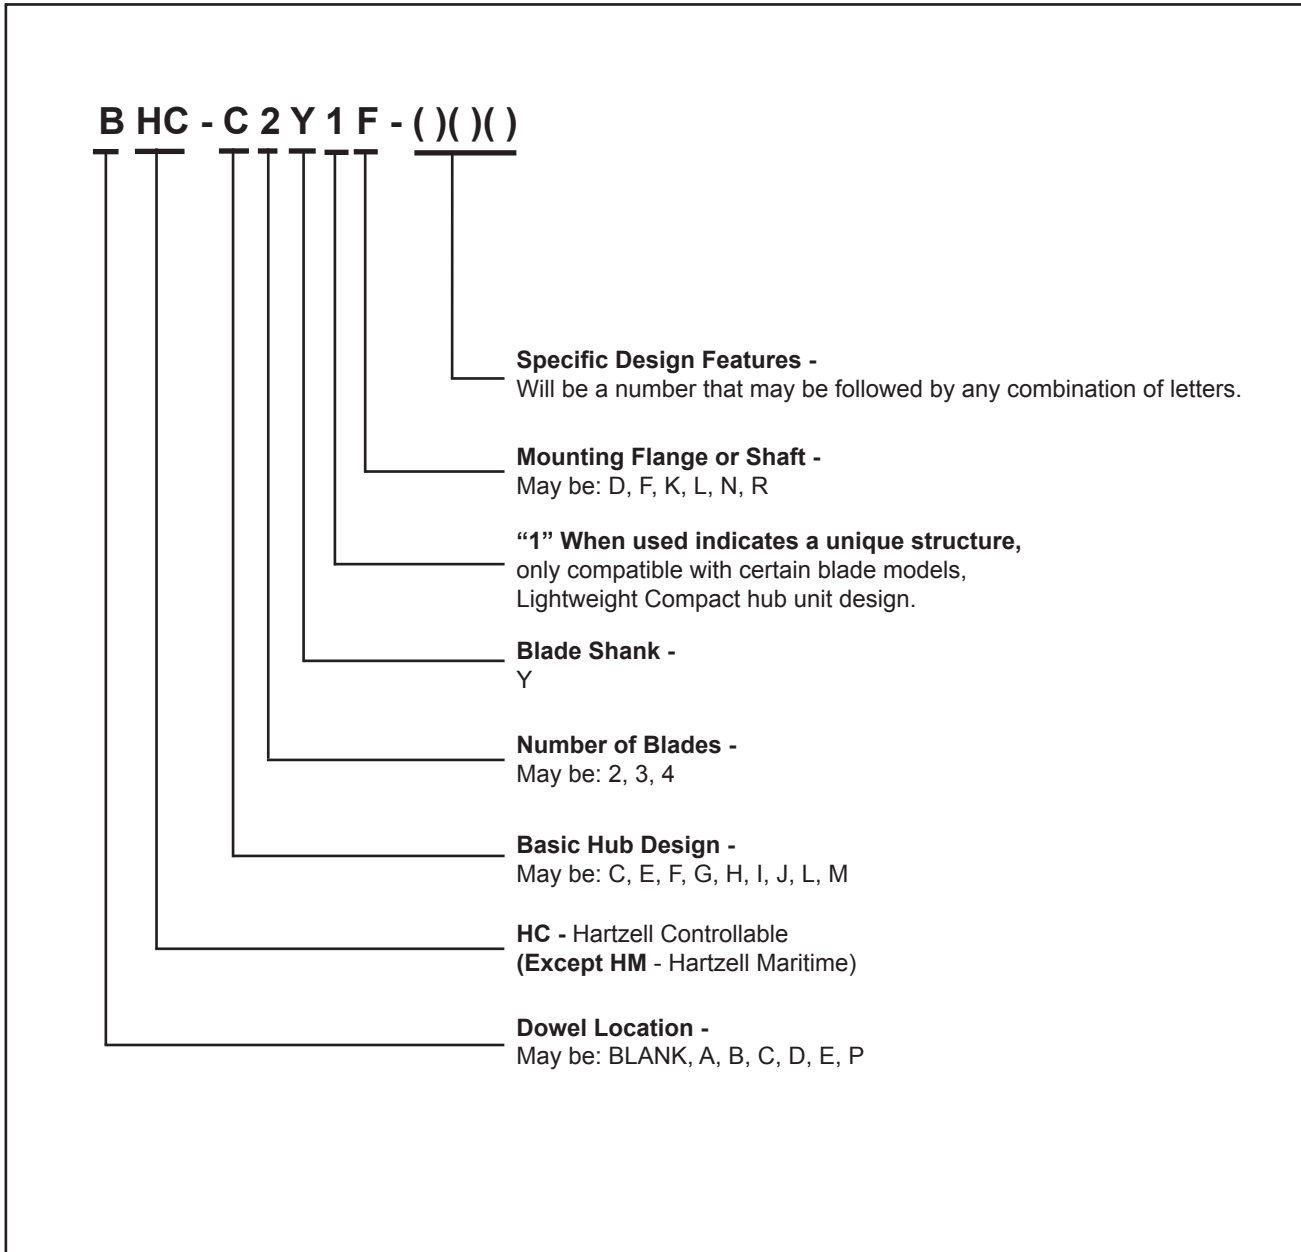 B HC - C 2 Y 1 F - ( )( )( )
Specific Design Features -
Will be a number that may be followed by any combination of letters.
Mounting Flange or Shaft -
May be: D, F, K, L, N, R
“1” When used indicates a unique structure,
only compatible with certain blade models,
Lightweight Compact hub unit design.
Blade Shank -
Y
Number of Blades -
May be: 2, 3, 4
Basic Hub Design -
May be: C, E, F, G, H, I, J, L, M
HC - Hartzell Controllable
(Except HM - Hartzell Maritime)
Dowel Location -
May be: BLANK, A, B, C, D, E, P